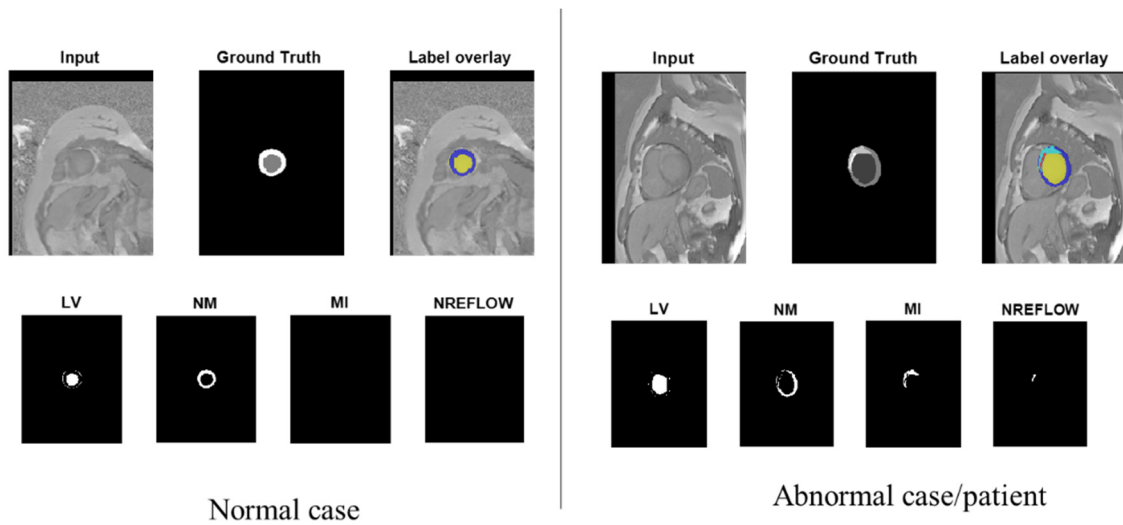 Input Ground Truth Label overlay
LV NM MI NREFLOW
Normal case
Input Ground Truth Label overlay
LV NM MI NREFLOW
Abnormal case/patient